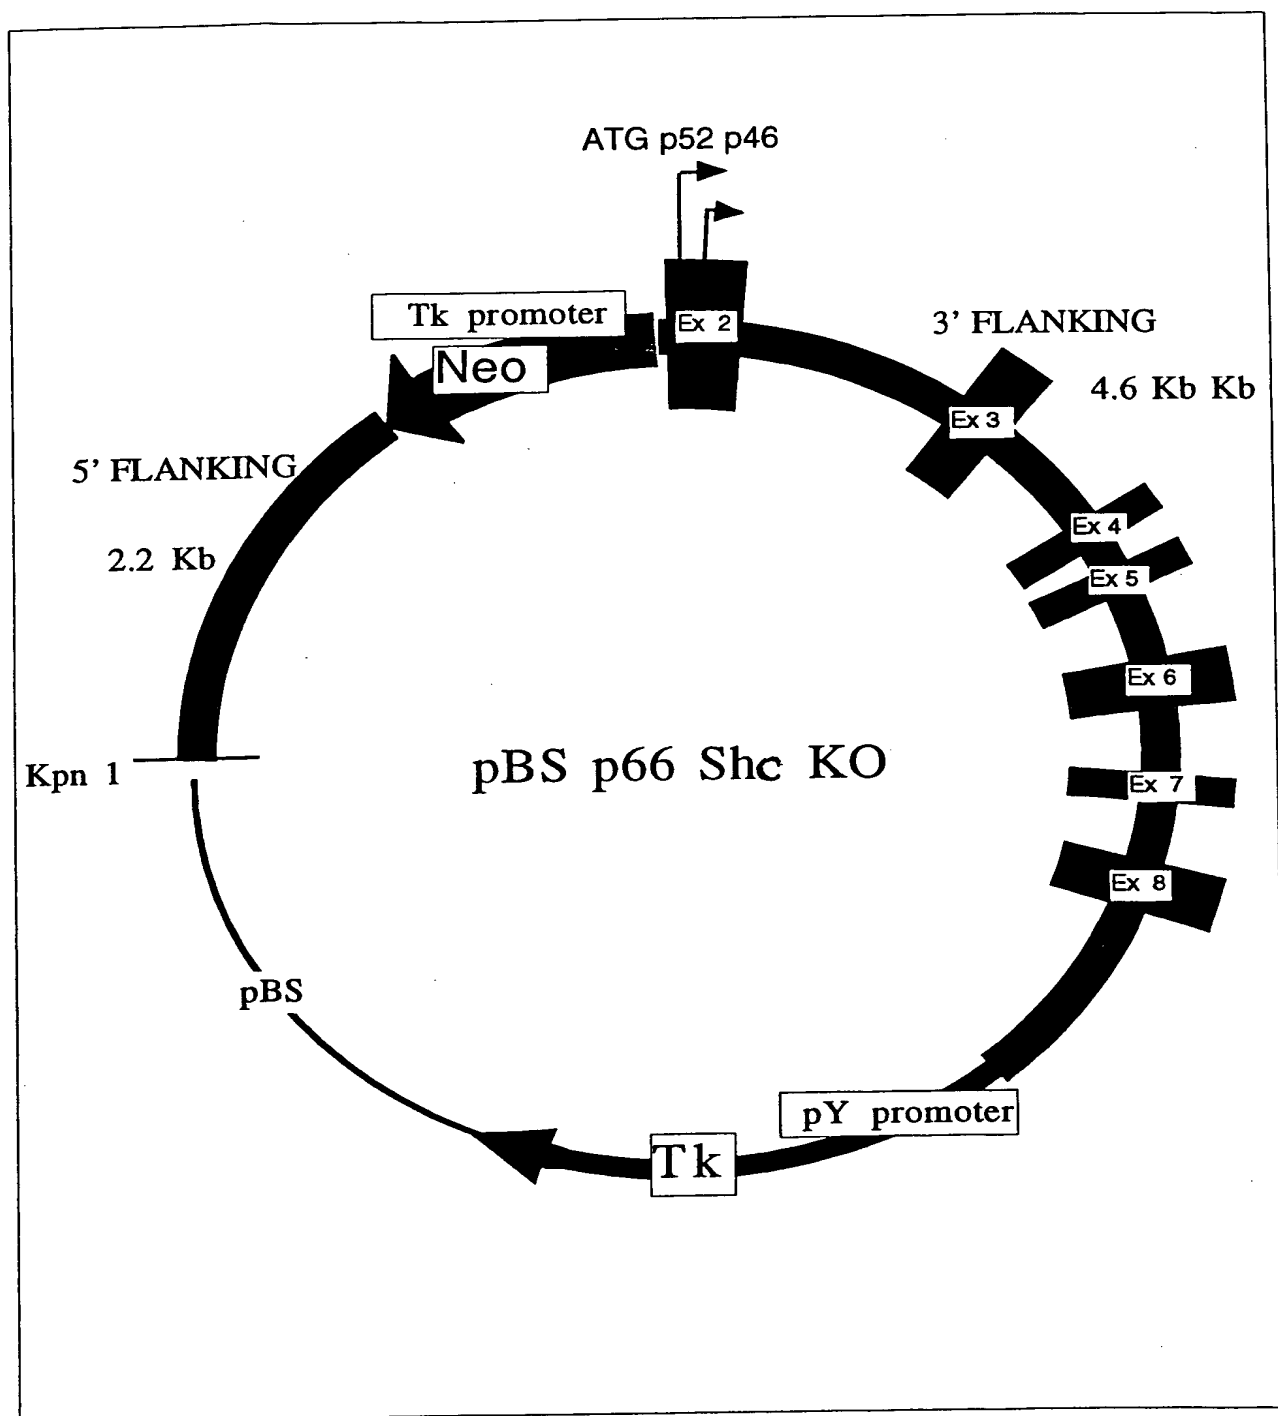 ATG p52 p46
Tk promoter
Neo
Ex 2
3' FLANKING
4.6 Kb Kb
Ex 3
5' FLANKING
2.2 Kb
Ex 4
Ex 5
Ex 6
Kpn 1
pBS p66 Shc KO
Ex 7
Ex 8
pBS
pY promoter
Tk